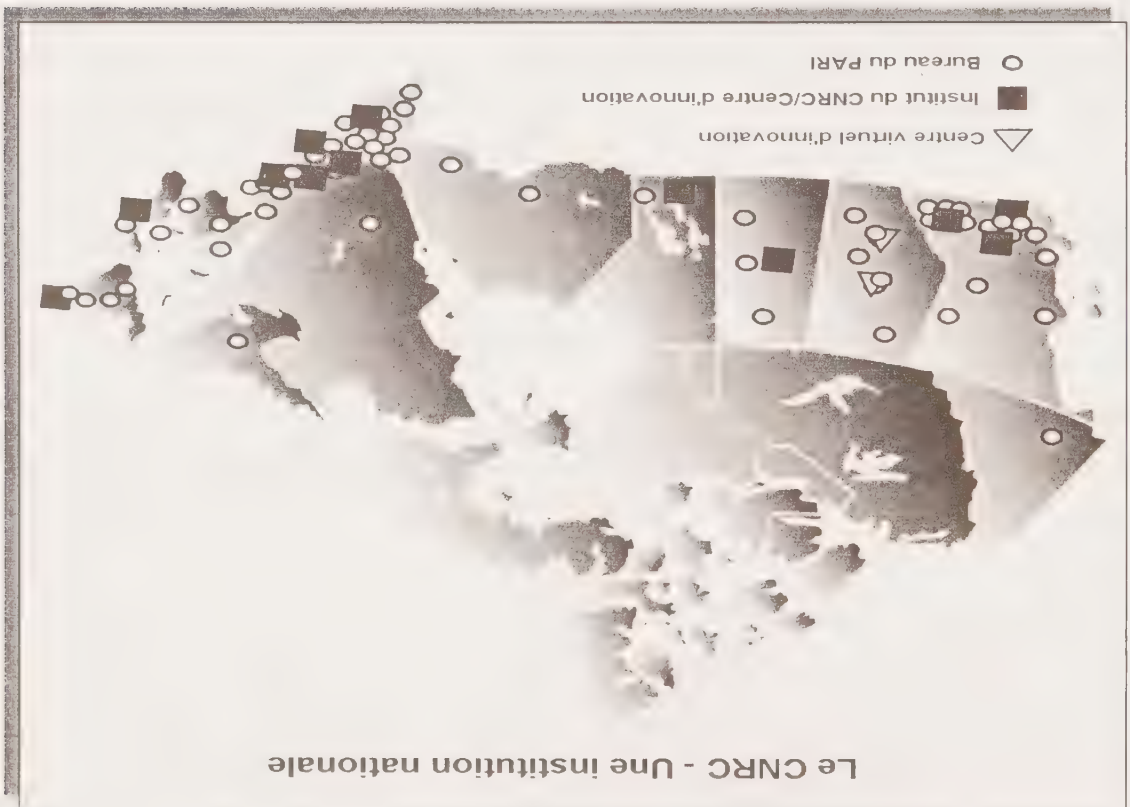 Le CNRC - Une institution nationale
Centre virtuel d'innovation
Institut du CNRC/Centre d'innovation
Bureau du PARI